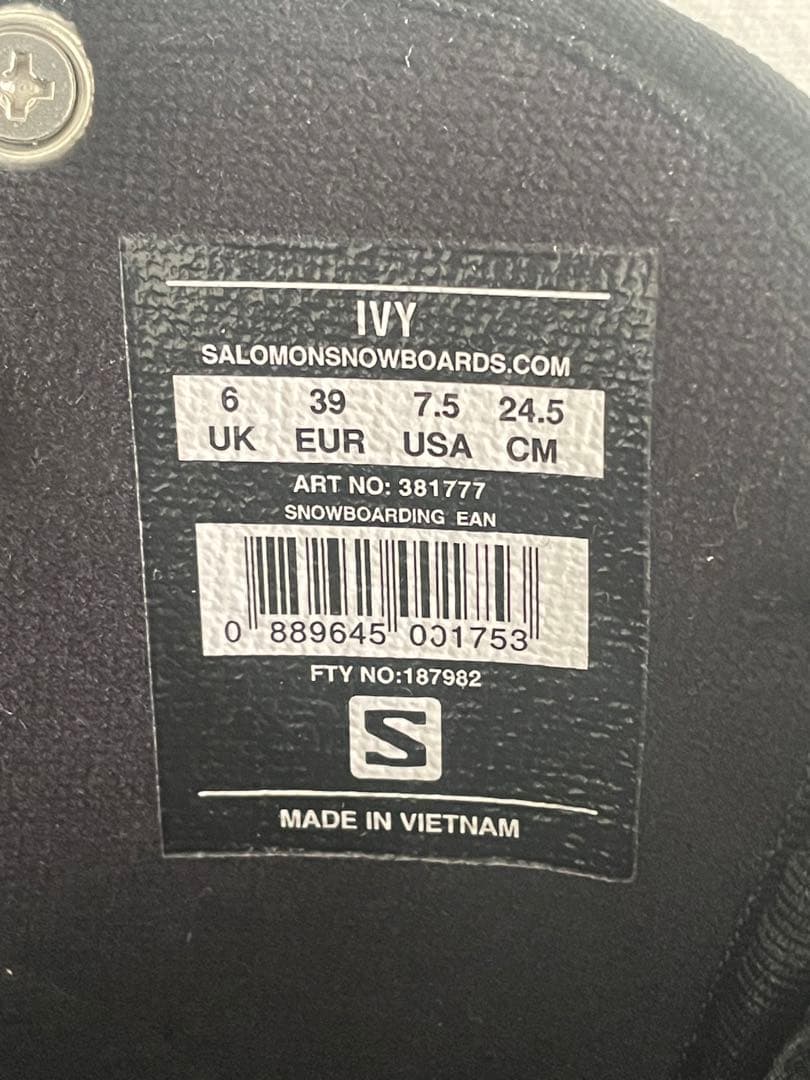 IVY
SALOMONSNOWBOARDS.COM
6 39 7.5 24.5
UK EUR USA CM
ART NO: 381777
SNOWBOARDING EAN
0 889645 001753
FTY NO:187982
S
MADE IN VIETNAM